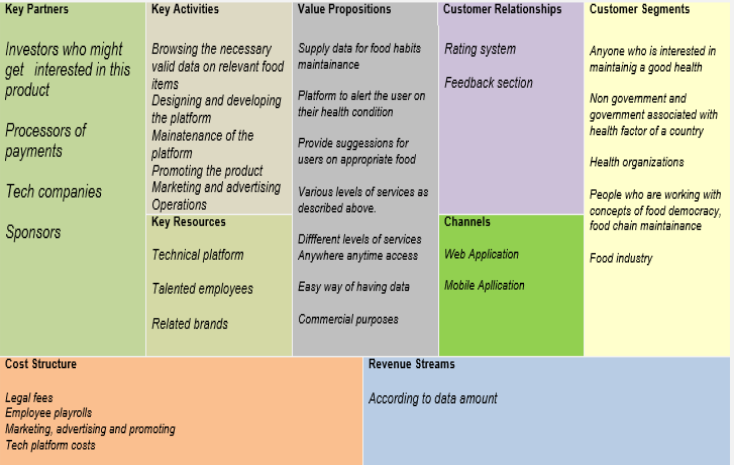 Key Partners
Investors who might
get interested in this
product
Processors of
payments
Tech companies
Sponsors
Key Activities
Browsing the necessary
valid data on relevant food
items
Designing and developing
the platform
Mainatenance of the
platform
Promoting the product
Marketing and advertising
Operations
Key Resources
Technical platform
Talented employees
Related brands
Value Propositions
Supply data for food habits
maintainance
Platform to alert the user on
their health condition
Provide suggestions for
users on appropriate food
Various levels of services as
described above.
Diffferent levels of services
Anywhere anytime access
Easy way of having data
Commercial purposes
Customer Relationships
Rating system
Feedback section
Channels
Web Application
Mobile Apllication
Customer Segments
Anyone who is interested in
maintainig a good health
Non government and
government associated with
health factor of a country
Health organizations
People who are working with
concepts of food democracy,
food chain maintainance
Food industry
Cost Structure
Legal fees
Employee playrolls
Marketing, advertising and promoting
Tech platform costs
Revenue Streams
According to data amount